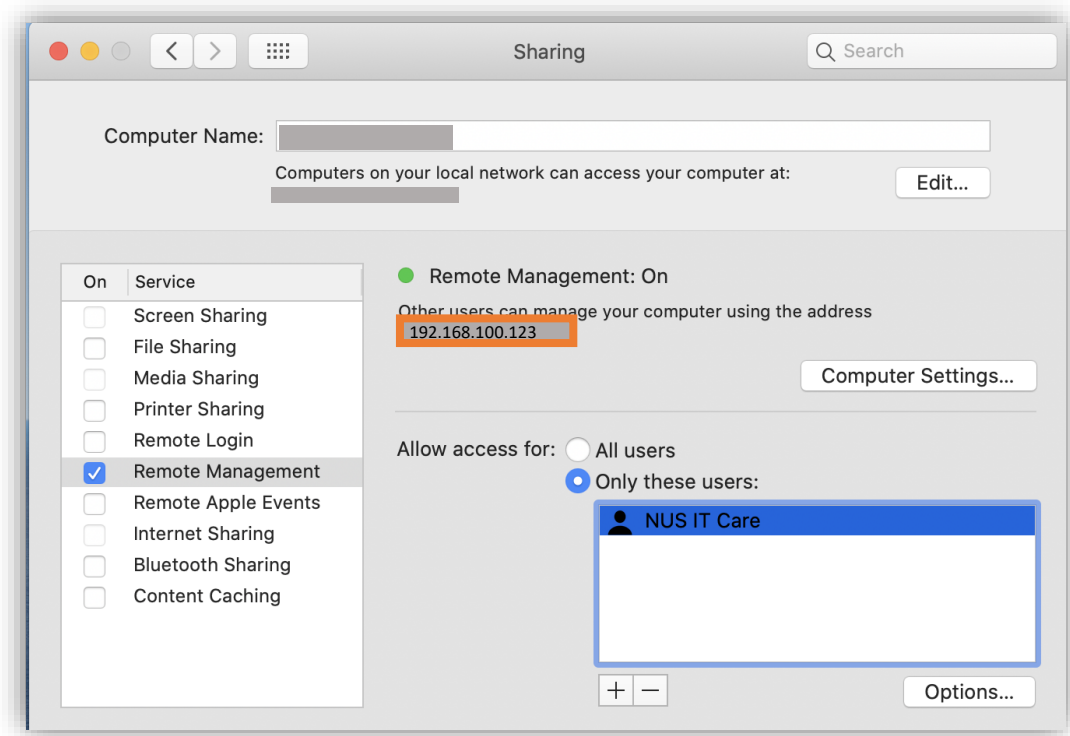 Sharing
Search
Computer Name:
Computers on your local network can access your computer at:
Edit...
On Service
Screen Sharing
File Sharing
Media Sharing
Printer Sharing
Remote Login
Remote Management
Remote Apple Events
Internet Sharing
Bluetooth Sharing
Content Caching
Remote Management: On
Other users can manage your computer using the address
192.168.100.123
Computer Settings...
Allow access for: All users
Only these users:
NUS IT Care
+ −
Options...